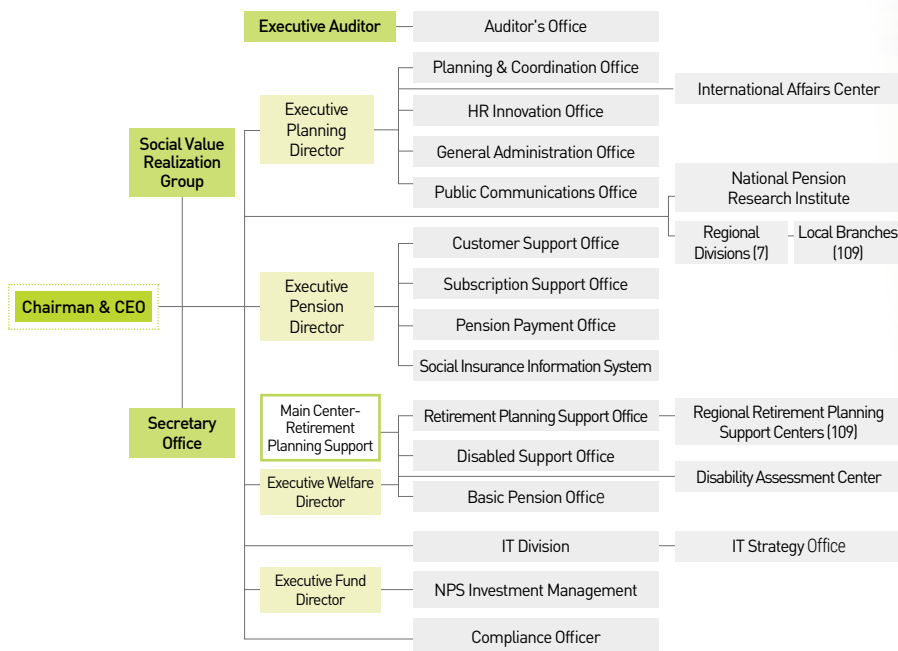 Executive Auditor
Auditor's Office
Planning & Coordination Office
International Affairs Center
Executive
Planning
Director
HR Innovation Office
General Administration Office
Public Communications Office
Social Value
Realization
Group
National Pension
Research Institute
Regional
Divisions (7)
Local Branches
(109)
Customer Support Office
Subscription Support Office
Executive
Pension
Director
Chairman & CEO
Pension Payment Office
Social Insurance Information System
Main Center-
Retirement
Planning Support
Retirement Planning Support Office
Regional Retirement Planning
Support Centers (109)
Secretary
Office
Disabled Support Office
Executive Welfare
Director
Disability Assessment Center
Basic Pension Office
IT Division
IT Strategy Office
Executive Fund
Director
NPS Investment Management
Compliance Officer